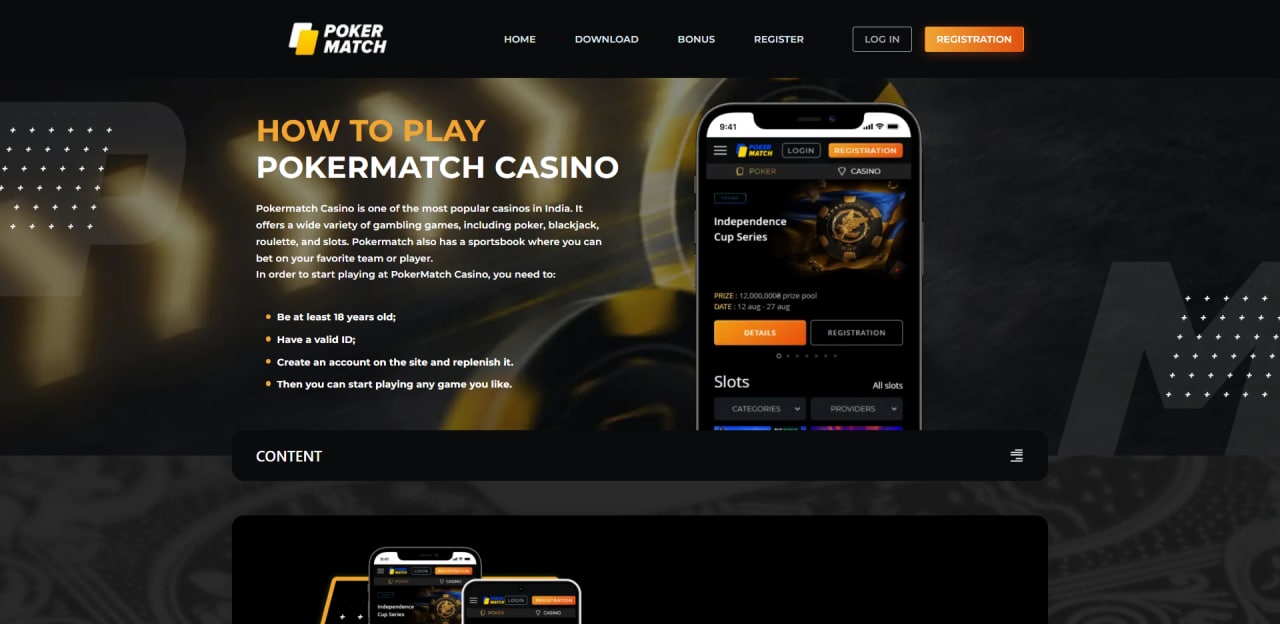 POKER
MATCH
HOME
DOWNLOAD
BONUS
REGISTER
LOG IN
REGISTRATION
HOW TO PLAY
POKERMATCH CASINO
Pokermatch Casino is one of the most popular casinos in India. It
offers a wide variety of gambling games, including poker, blackjack,
roulette, and slots. Pokermatch also has a sportsbook where you can
bet on your favorite team or player.
In order to start playing at PokerMatch Casino, you need to:
Be at least 18 years old;
Have a valid ID;
Create an account on the site and replenish it.
Then you can start playing any game you like.
9:41
POKER
MATCH
LOGIN
REGISTRATION
POKER
CASINO
PROMO
Independence
Cup Series
PRIZE : 12,000,000₴ prize pool
DATE : 12 aug - 27 aug
DETAILS
REGISTRATION
Slots
All slots
CATEGORIES
PROVIDERS
CONTENT
9:41
POKER
MATCH
LOGIN
REGISTRATION
POKER
CASINO
Independence
Cup Series
POKER
MATCH
LOGIN
REGISTRATION
POKER
CASINO